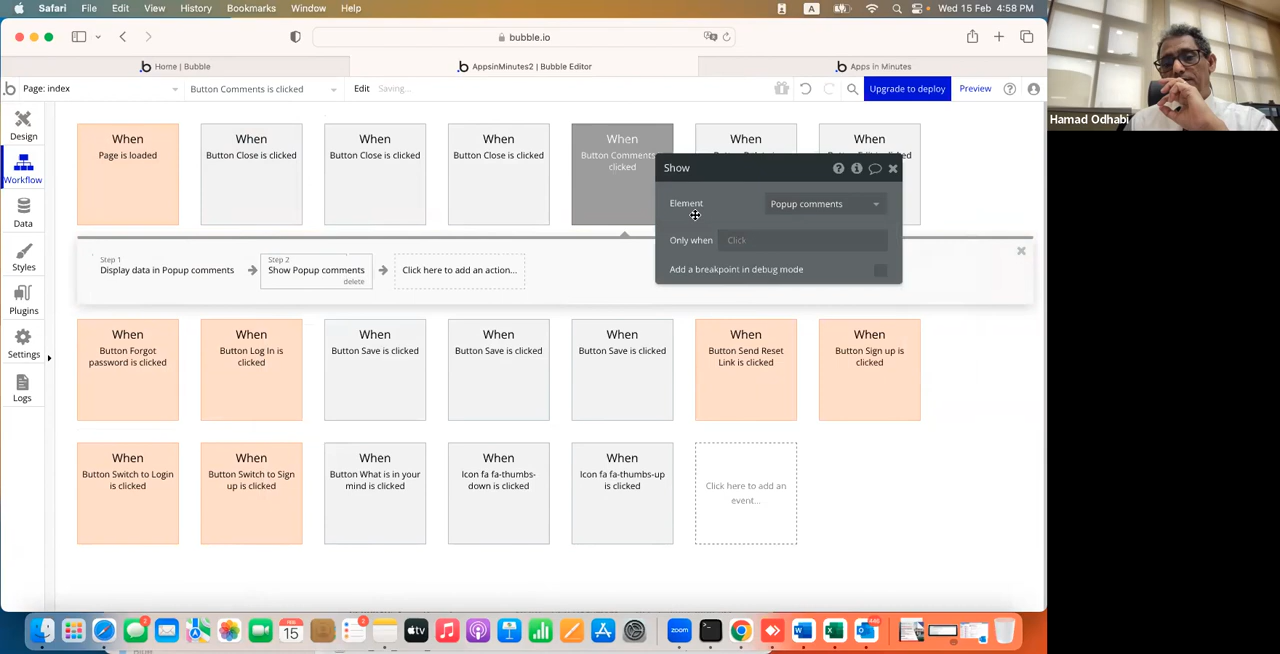 Safari File Edit View History Bookmarks Window Help
A
Wed 15 Feb 4:58 PM
bubble.io
Home | Bubble
AppsinMinutes2 | Bubble Editor
Apps in Minutes
Page: index
Button Comments is clicked
Edit
Saving...
Upgrade to deploy
Preview
Hamad Odhabi
Design
Workflow
Data
Styles
Plugins
Settings
Logs
When
Page is loaded
When
Button Close is clicked
When
Button Close is clicked
When
Button Close is clicked
When
Button Comments
clicked
When
When
Show
Element
Popup comments
Only when
Click
Add a breakpoint in debug mode
Step 1
Display data in Popup comments
Step 2
Show Popup comments
delete
Click here to add an action...
When
Button Forgot
password is clicked
When
Button Log In is
clicked
When
Button Save is clicked
When
Button Save is clicked
When
Button Save is clicked
When
Button Send Reset
Link is clicked
When
Button Sign up is
clicked
When
Button Switch to Login
is clicked
When
Button Switch to Sign
up is clicked
When
Button What is in your
mind is clicked
When
Icon fa fa-thumbs-
down is clicked
When
Icon fa fa-thumbs-up
is clicked
Click here to add an
event...
FEB
15
tv
zoom